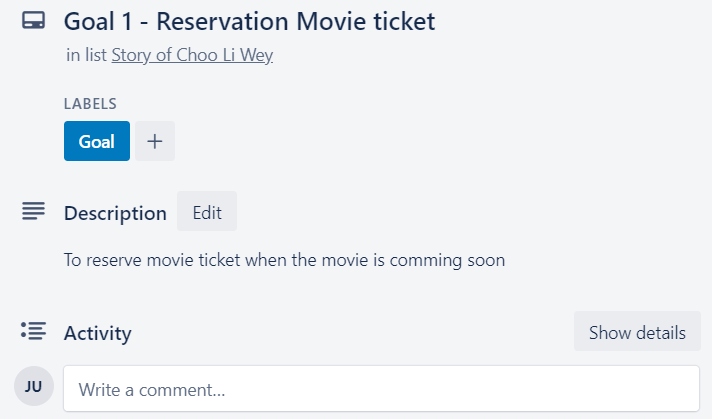 Goal 1 - Reservation Movie ticket
in list Story of Choo Li Wey
LABELS
Goal +
Description Edit
To reserve movie ticket when the movie is comming soon
Activity Show details
JU Write a comment...